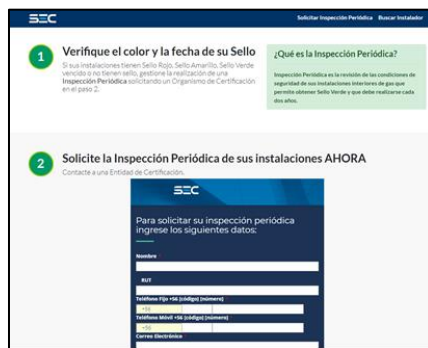 SEC
Solicitar Inspección Periódica Buscar Instalador
1
Verifique el color y la fecha de su Sello
Si sus instalaciones tienen Sello Rojo, Sello Amarillo, Sello Verde
vencido o no tienen sello, gestione la realización de una
Inspección Periódica solicitando un Organismo de Certificación
en el paso 2.
¿Qué es la Inspección Periódica?
Inspección Periódica es la revisión de las condiciones de
seguridad de sus instalaciones interiores de gas que
permite obtener Sello Verde y que debe realizarse cada
dos años.
2
Solicite la Inspección Periódica de sus instalaciones AHORA
Contacte a una Entidad de Certificación.
SEC
Para solicitar su inspección periódica
ingrese los siguientes datos:
Nombre *
RUT
Teléfono Fijo +56 (código) (número) *
+56
Teléfono Móvil +56 (código) (número)
+56
Correo Electrónico *